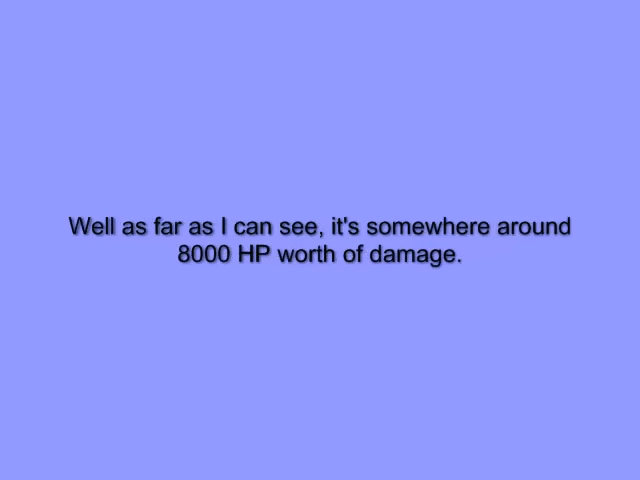 Well as far as I can see, it's somewhere around
8000 HP worth of damage.